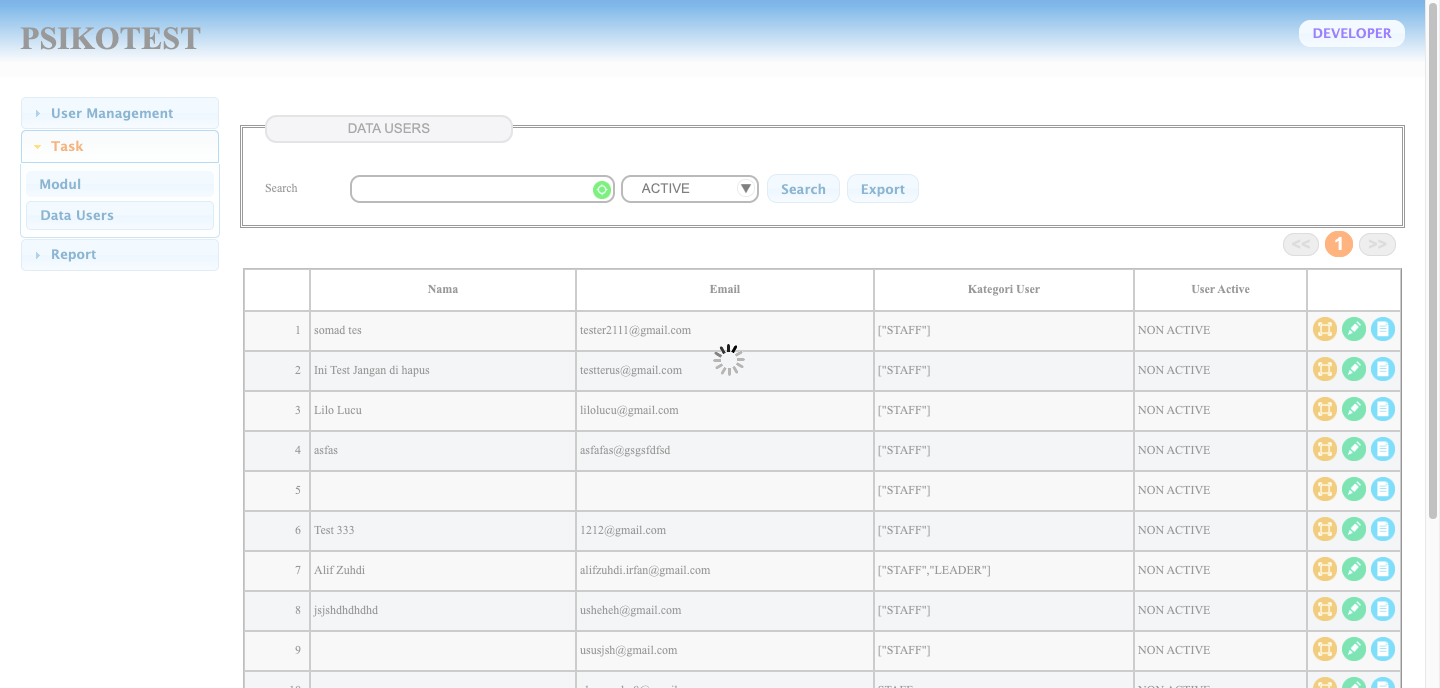 PSIKOTEST
DEVELOPER
User Management
Task
Modul
Data Users
Report
DATA USERS
Search
ACTIVE
Search
Export
<< 1 >>
Nama Email Kategori User User Active
1 somad tes tester2111@gmail.com ["STAFF"] NON ACTIVE
2 Ini Test Jangan di hapus testterus@gmail.com ["STAFF"] NON ACTIVE
3 Lilo Lucu lilolucu@gmail.com ["STAFF"] NON ACTIVE
4 asfas asfafas@gsgsfdfsd ["STAFF"] NON ACTIVE
5 ["STAFF"] NON ACTIVE
6 Test 333 1212@gmail.com ["STAFF"] NON ACTIVE
7 Alif Zuhdi alifzuhdi.irfan@gmail.com ["STAFF","LEADER"] NON ACTIVE
8 jsjshdhdhdhd usheheh@gmail.com ["STAFF"] NON ACTIVE
9 ususjsh@gmail.com ["STAFF"] NON ACTIVE